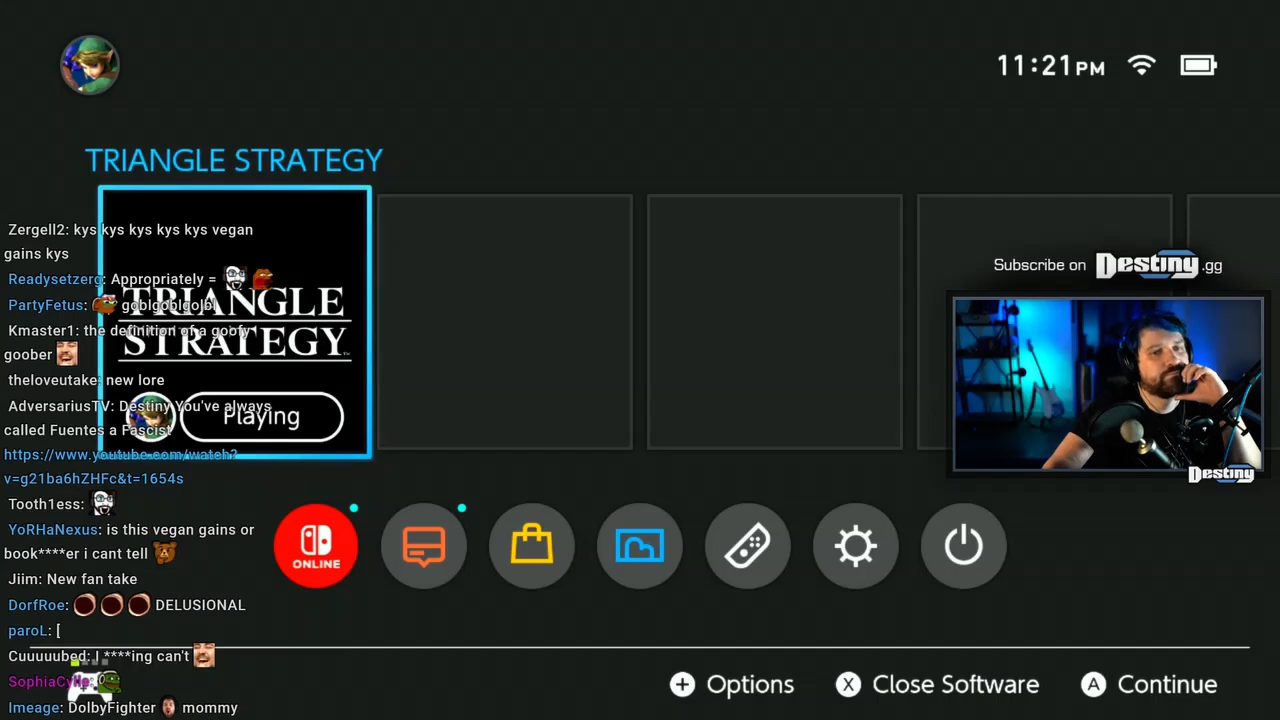 11:21 PM
TRIANGLE STRATEGY
Zergell2: kys kys kys kys kys vegan
gains kys
Readysetzerg: Appropriately =
PartyFetus: goblgoblgolbl
Kmaster1: the definition of a goofy
goober
theloveutake: new lore
AdversariusTV: Destiny You've always
called Fuentes a Fascist
https://www.youtube.com/watch?
v=g21ba6hZHFc&t=1654s
Tooth1ess:
YoRHaNexus: is this vegan gains or
book****er i cant tell
Jiim: New fan take
DorfRoe: DELUSIONAL
paroL: [
Cuuuuubed: I ****ing can't
SophiaCylle:
Imeage: DolbyFighter mommy
TRIANGLE
STRATEGY
Playing
Subscribe on Destiny.gg
Destiny
ONLINE
Options
X Close Software
A Continue